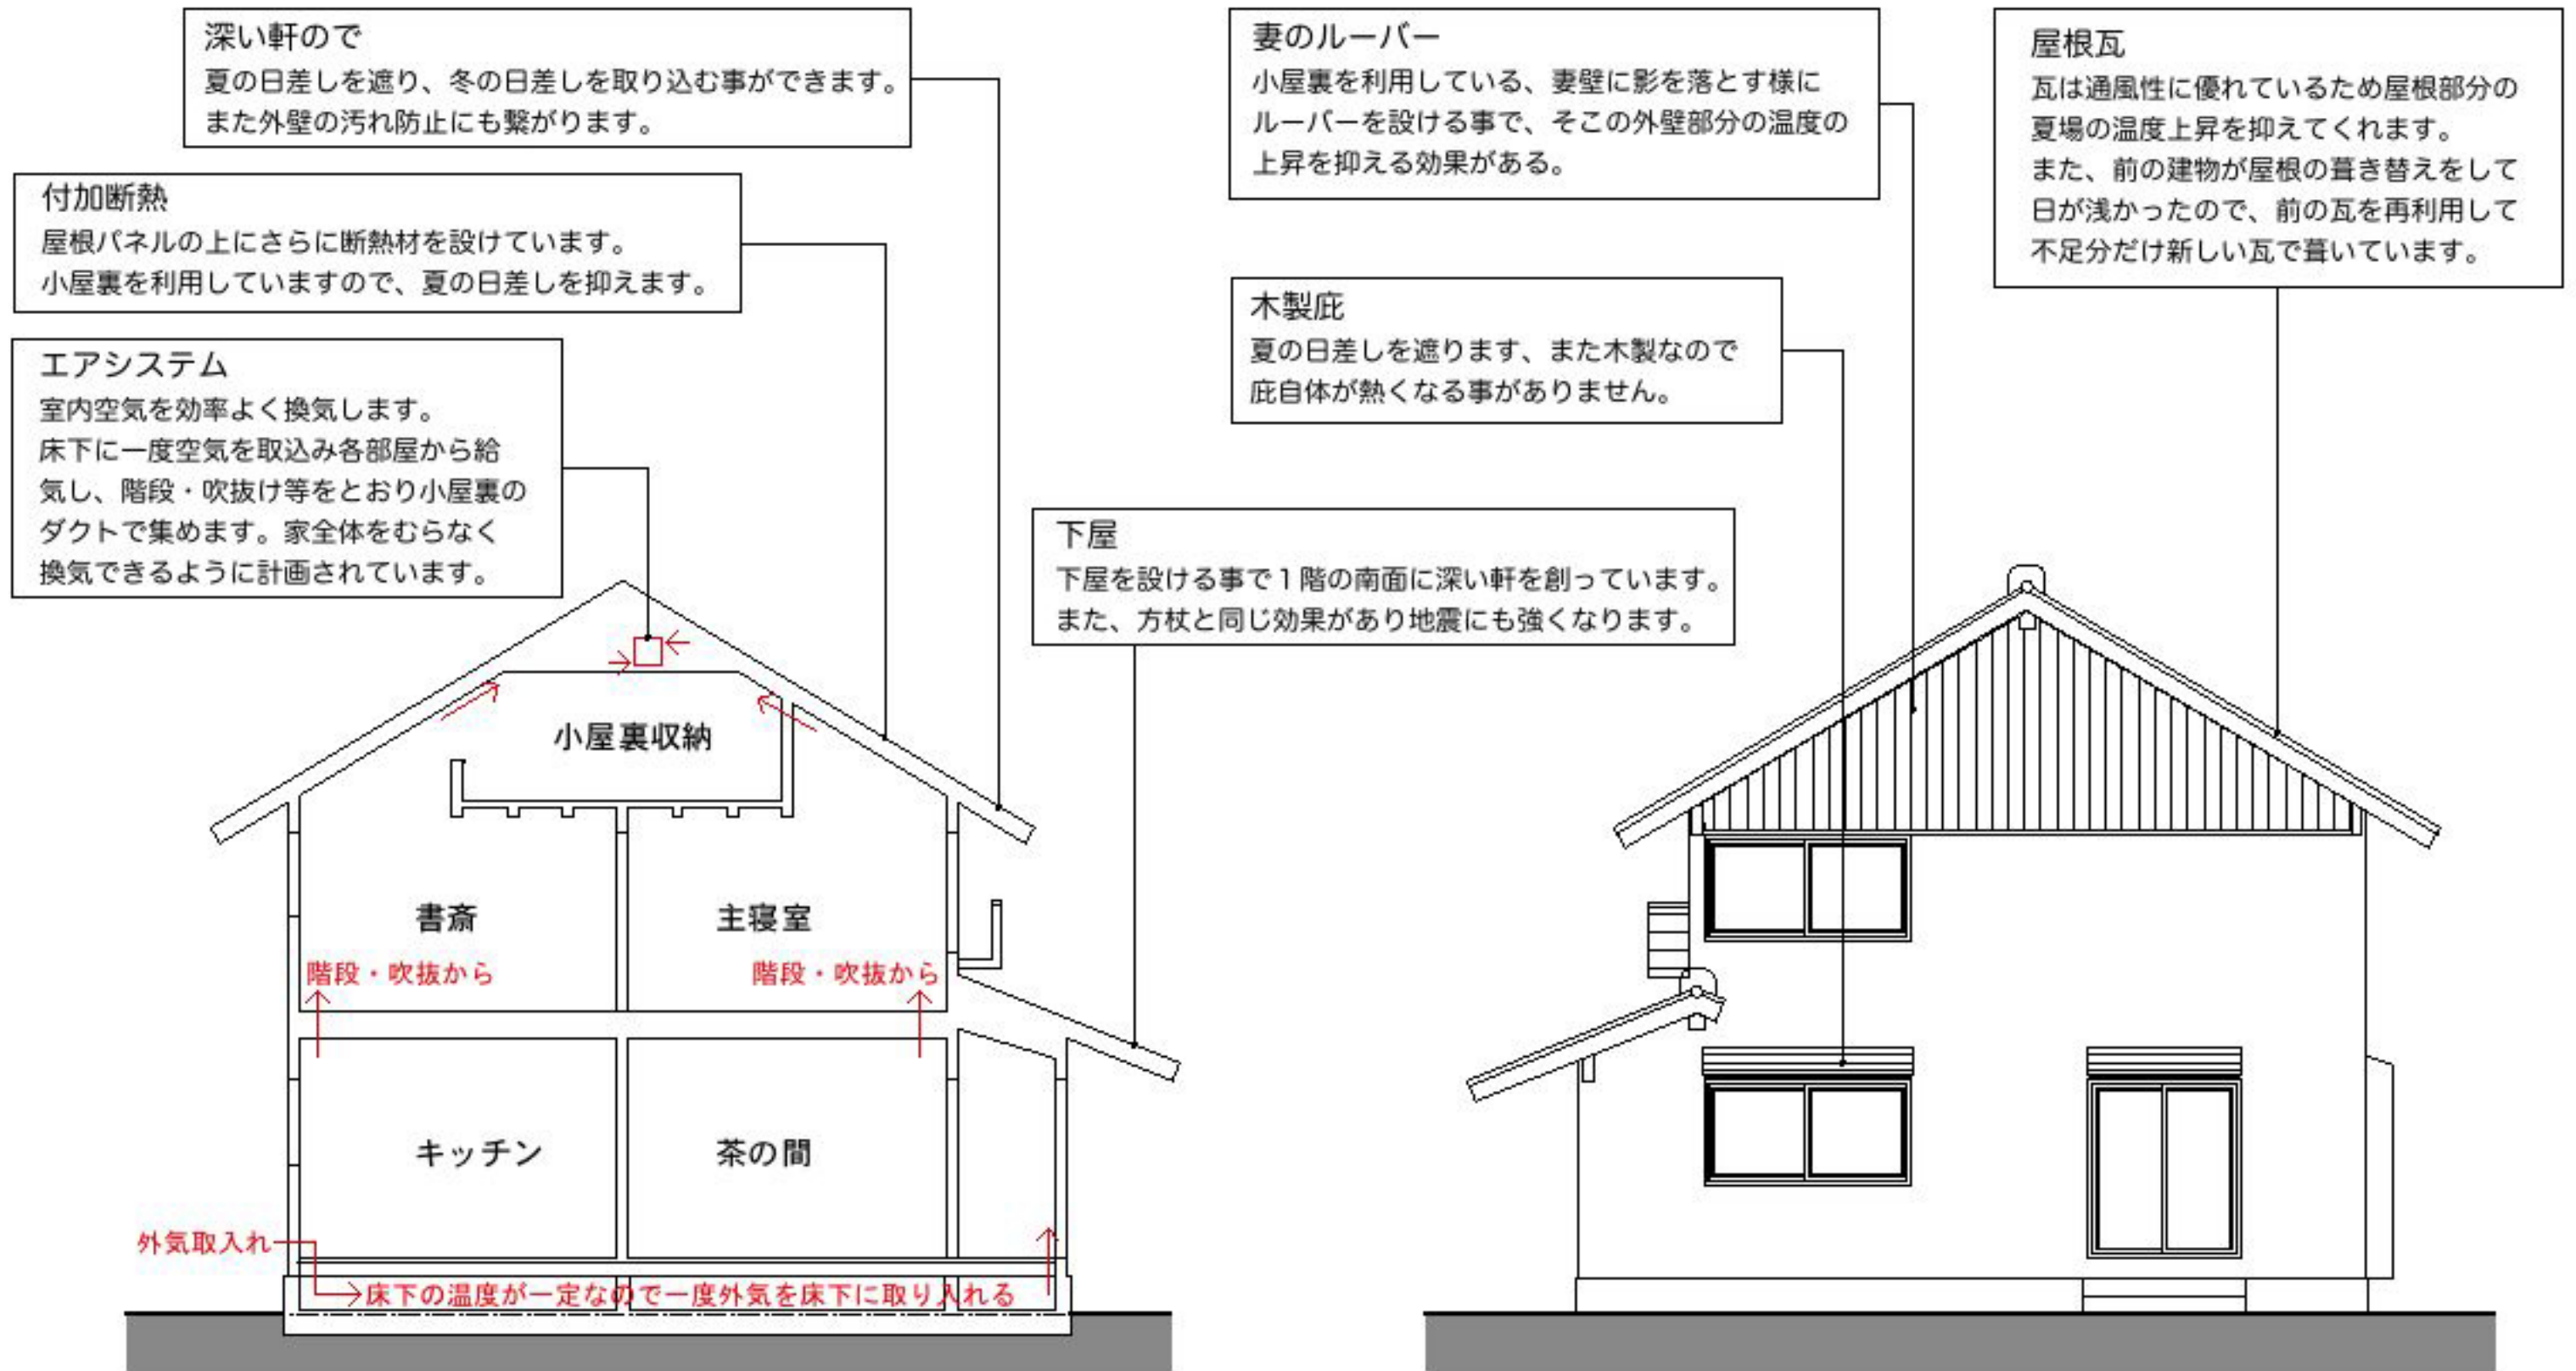 深い軒ので
夏の日差しを遮り、冬の日差しを取り込む事ができます。
また外壁の汚れ防止にも繋がります。
付加断熱
屋根パネルの上にさらに断熱材を設けています。
小屋裏を利用していますので、夏の日差しを抑えます。
エアシステム
室内空気を効率よく換気します。
床下に一度空気を取込み各部屋から給
気し、階段・吹抜け等をとおり小屋裏の
ダクトで集めます。家全体をむらなく
換気できるように計画されています。
妻のルーバー
小屋裏を利用している、妻壁に影を落とす様に
ルーバーを設ける事で、そこの外壁部分の温度の
上昇を抑える効果がある。
屋根瓦
瓦は通風性に優れているため屋根部分の
夏場の温度上昇を抑えてくれます。
また、前の建物が屋根の葺き替えをして
日が浅かったので、前の瓦を再利用して
不足分だけ新しい瓦で葺いています。
木製庇
夏の日差しを遮ります、また木製なので
庇自体が熱くなる事がありません。
下屋
下屋を設ける事で１階の南面に深い軒を創っています。
また、方杖と同じ効果があり地震にも強くなります。
小屋裏収納
書斎
主寝室
階段・吹抜から
階段・吹抜から
キッチン
茶の間
外気取入れ
床下の温度が一定なので一度外気を床下に取り入れる